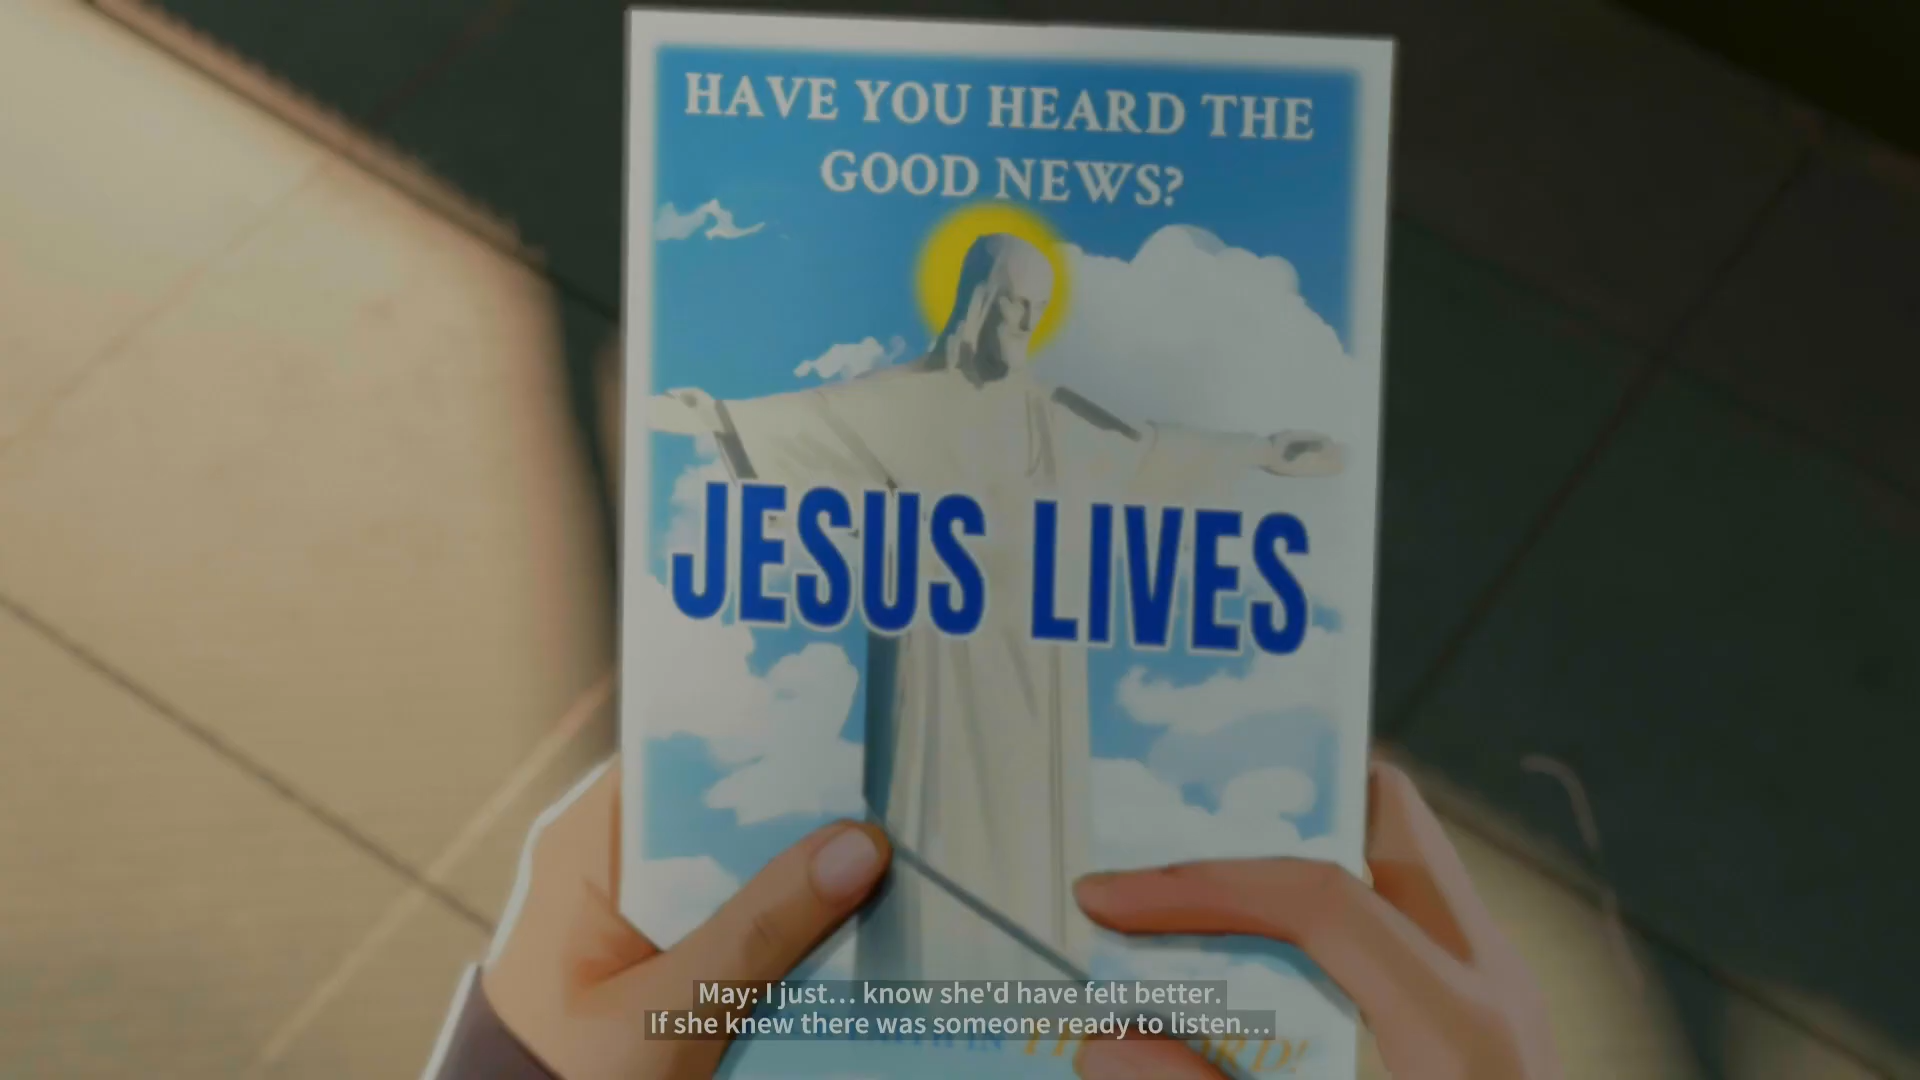 HAVE YOU HEARD THE
GOOD NEWS?
JESUS LIVES
May: I just... know she'd have felt better.
If she knew there was someone ready to listen...